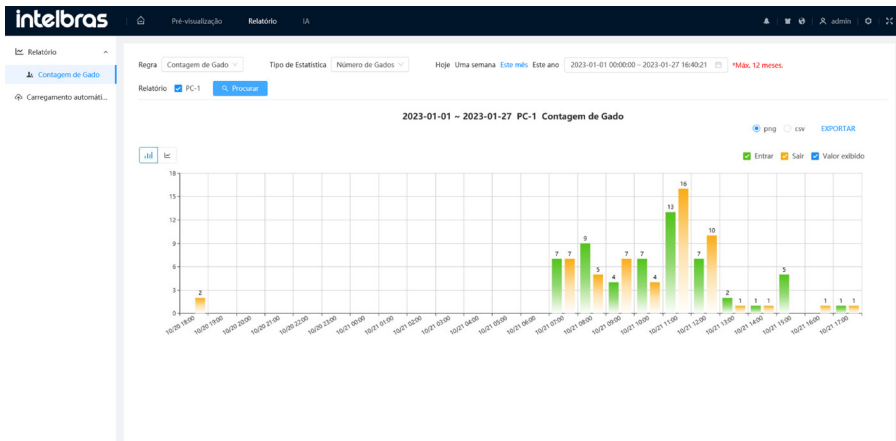 intelbras
Pré-visualização Relatório IA
admin
Relatório
Contagem de Gado
Carregamento automáti...
Regra Contagem de Gado Tipo de Estatística Número de Gados Hoje Uma semana Este mês Este ano 2023-01-01 00:00:00 – 2023-01-27 16:40:21 *Máx. 12 meses.
Relatório PC-1 Procurar
2023-01-01 ~ 2023-01-27 PC-1 Contagem de Gado
png csv EXPORTAR
Entrar Sair Valor exibido
18
15
12
9
6
3
0
2
7 7
9 5
4 7
7 4
13 16
7 10
2 1
1 1
5
1
1 1
10/20 18:00 10/20 19:00 10/20 20:00 10/20 21:00 10/20 22:00 10/20 23:00 10/21 00:00 10/21 01:00 10/21 02:00 10/21 03:00 10/21 04:00 10/21 05:00 10/21 06:00 10/21 07:00 10/21 08:00 10/21 09:00 10/21 10:00 10/21 11:00 10/21 12:00 10/21 13:00 10/21 14:00 10/21 15:00 10/21 16:00 10/21 17:00